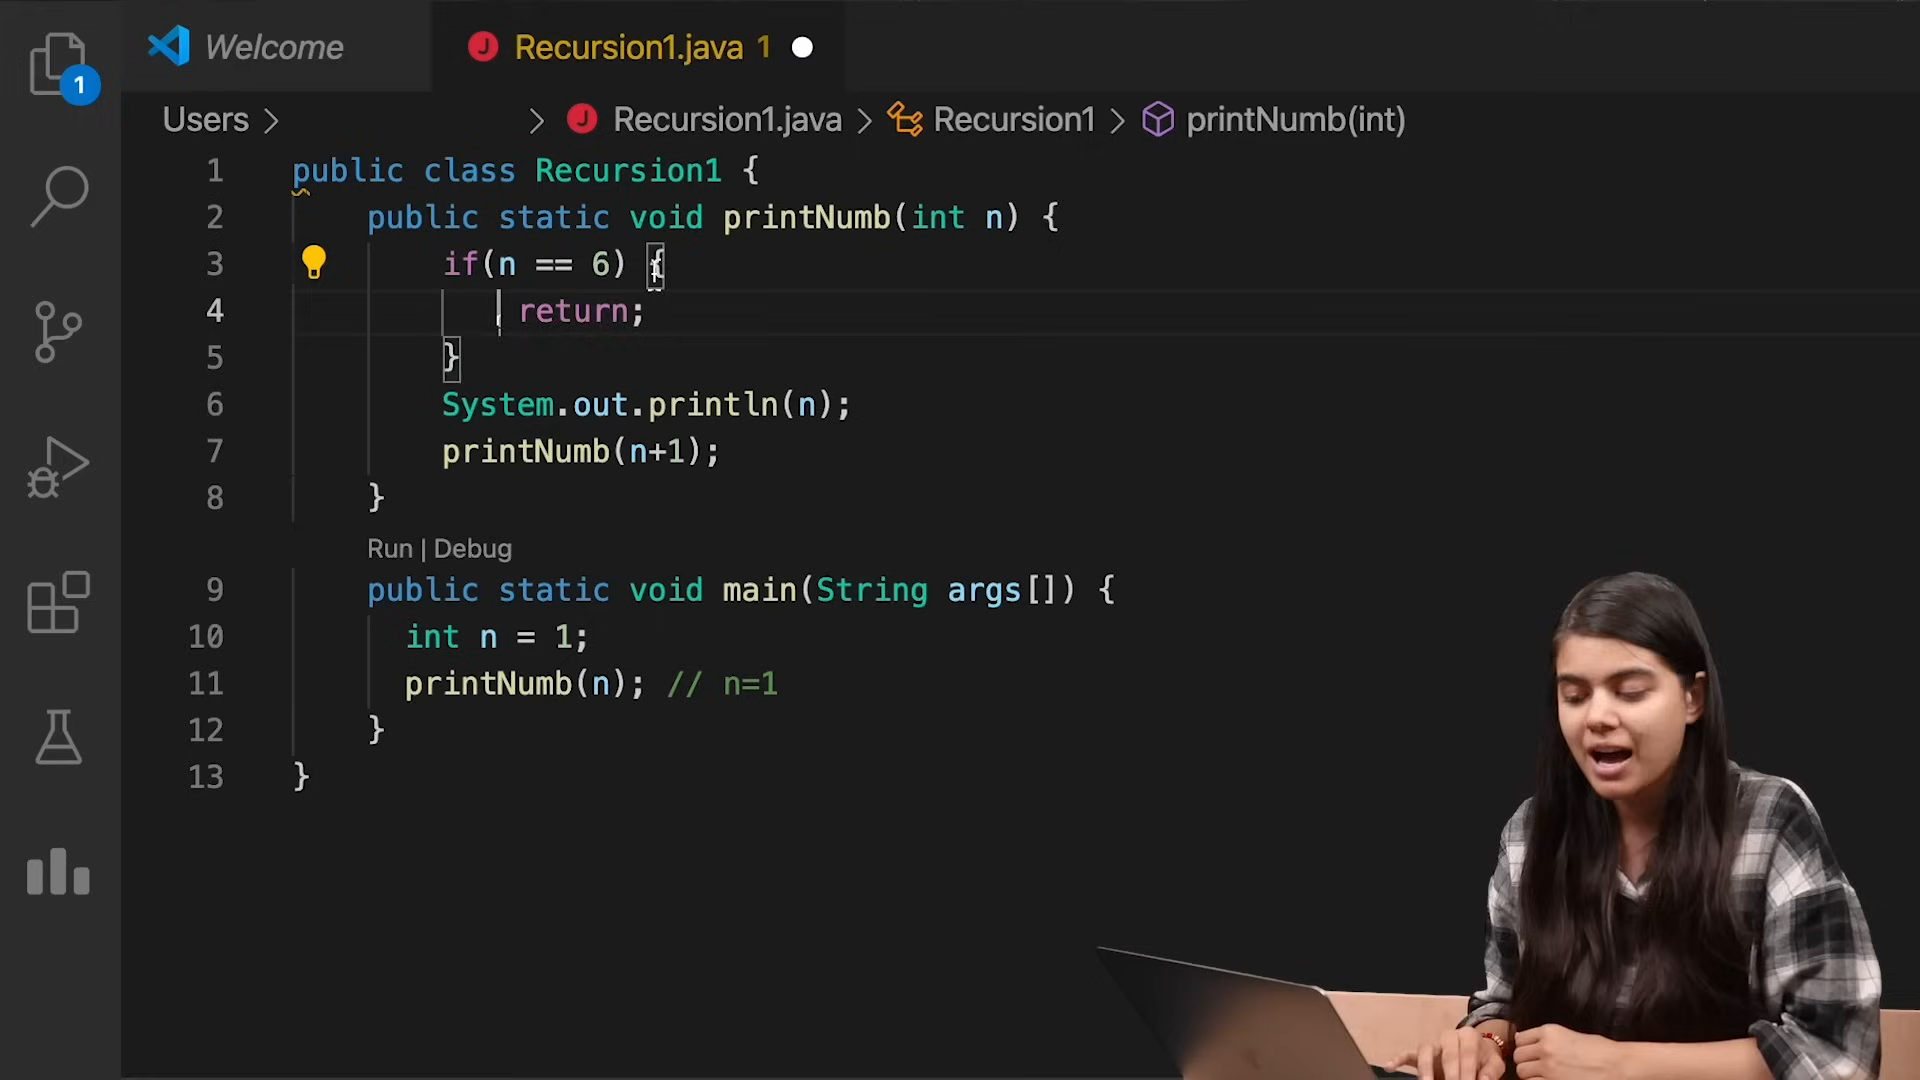 Welcome
J Recursion1.java 1
1
Users > > J Recursion1.java > Recursion1 > printNumb(int)
1 public class Recursion1 {
2 public static void printNumb(int n) {
3 if(n == 6) {
4 return;
5 }
6 System.out.println(n);
7 printNumb(n+1);
8 }
Run | Debug
9 public static void main(String args[]) {
10 int n = 1;
11 printNumb(n); // n=1
12 }
13 }